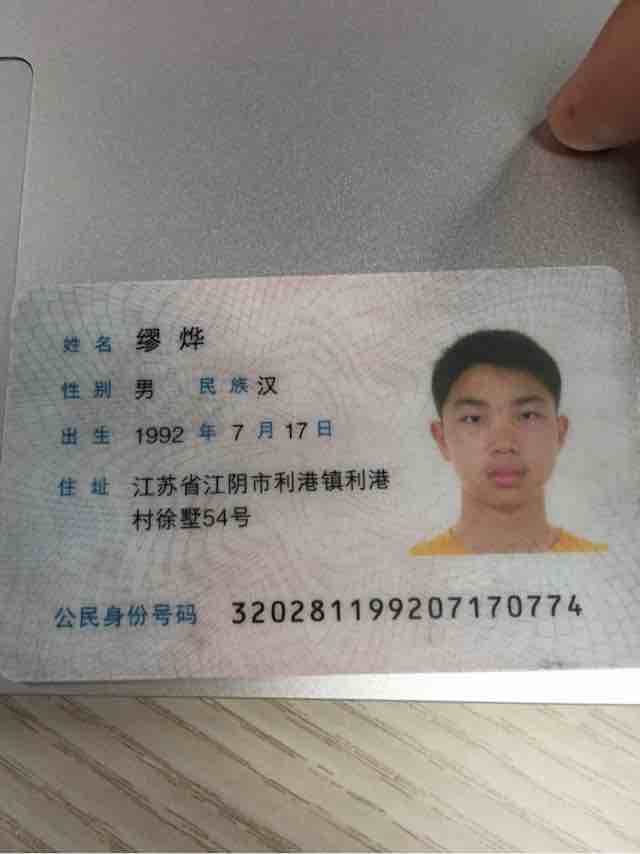 姓名 缪烨
性别 男 民族 汉
出生 1992 年 7 月 17 日
住址 江苏省江阴市利港镇利港
村徐墅54号
公民身份号码 320281199207170774